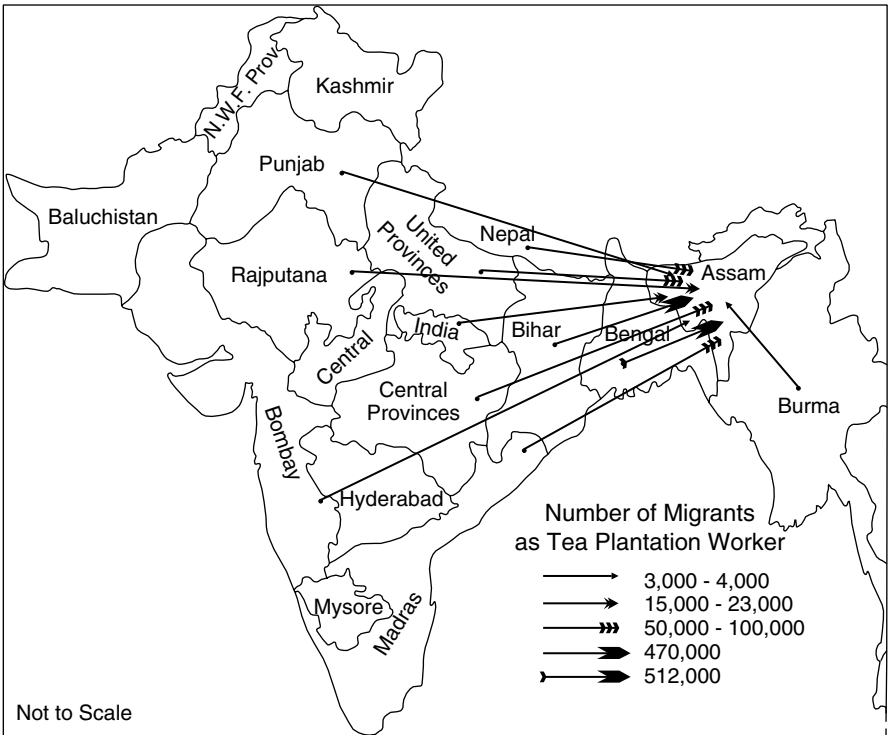 N.W.F. Prov
Kashmir
Punjab
Baluchistan
Nepal
United
Provinces
Rajputana
Assam
India
Bihar
Bengal
Central
Central
Provinces
Burma
Bombay
Hyderabad
Mysore
Madras
Number of Migrants
as Tea Plantation Worker
3,000 - 4,000
15,000 - 23,000
50,000 - 100,000
470,000
512,000
Not to Scale